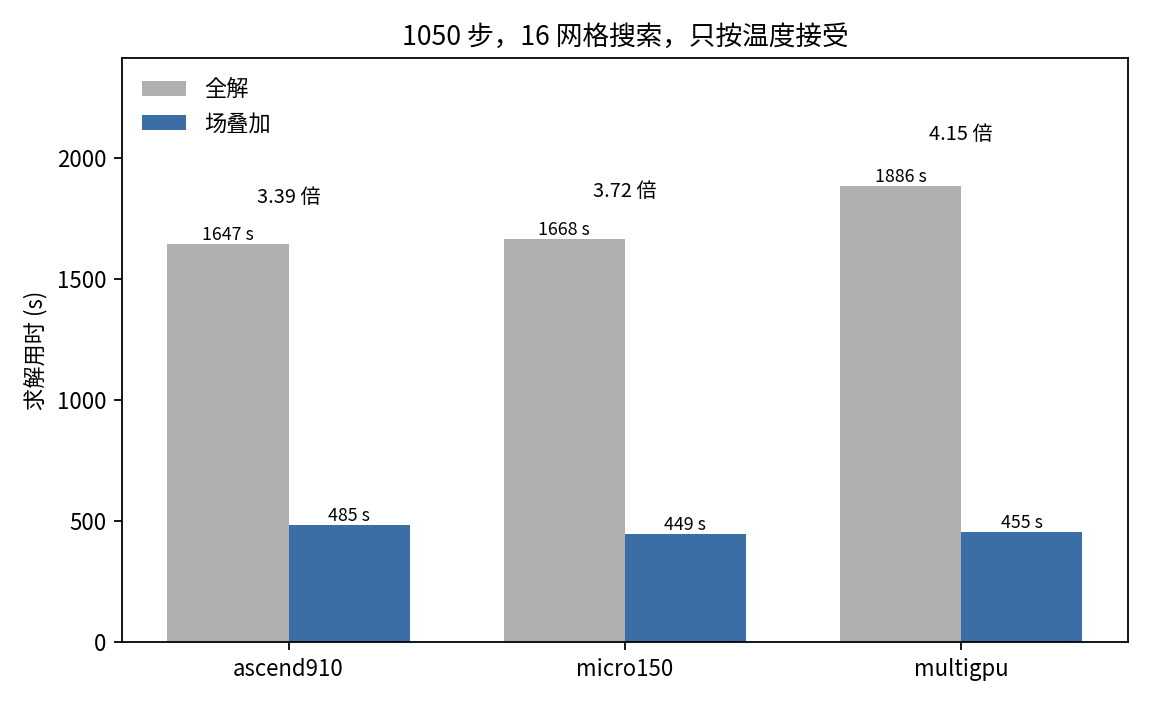 1050 步，16 网格搜索，只按温度接受
全解
场叠加
求解用时 (s)
2000
1500
1000
500
0
3.39 倍
1647 s
485 s
3.72 倍
1668 s
449 s
4.15 倍
1886 s
455 s
ascend910
micro150
multigpu